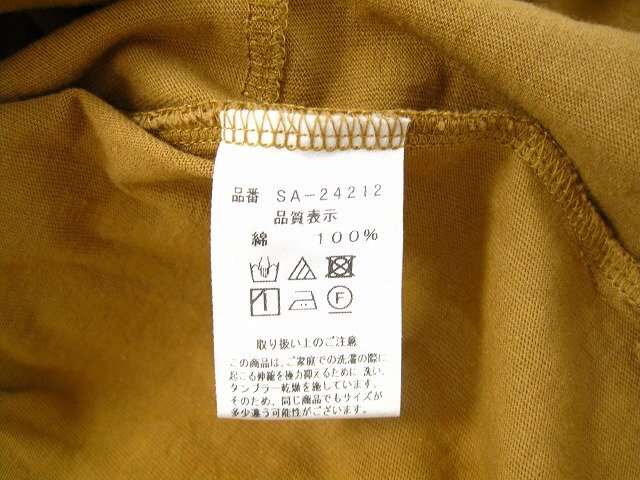 品番 SA-24212
品質表示
綿 100%
F
取り扱い上のご注意
この商品は、ご家庭での洗濯の際に
起こる伸縮を極力抑えるために 洗い、
タンブラー乾燥を施しています。
そのため、同じ商品でもサイズが
多少違う可能性がございます。